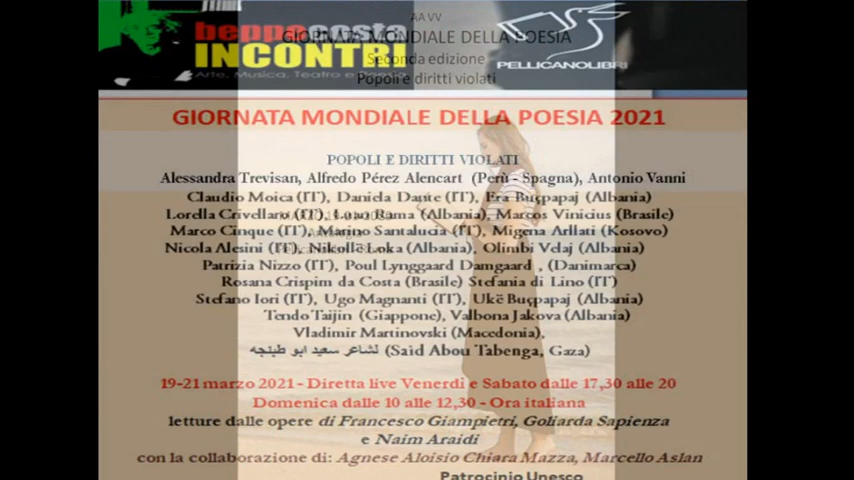 AA VV
GIORNATA MONDIALE DELLA POESIA
Seconda edizione
Popoli e diritti violati
beppecosta
INCONTRI
Arte, Musica, Teatro e
PELLICANOLIBRI
GIORNATA MONDIALE DELLA POESIA 2021
POPOLI E DIRITTI VIOLATI
Alessandra Trevisan, Alfredo Pérez Alencart (Perù - Spagna), Antonio Vanni
Claudio Moica (IT), Daniela Dante (IT), Era Buçpapaj (Albania)
Lorella Crivellaro (IT), Luan Rama (Albania), Marcos Vinicius (Brasile)
Marco Cinque (IT), Marino Santalucia (IT), Migena Arllati (Kosovo)
Nicola Alesini (IT), Nikollë Loka (Albania), Olimbi Velaj (Albania)
Patrizia Nizzo (IT), Poul Lynggaard Damgaard , (Danimarca)
Rosana Crispim da Costa (Brasile) Stefania di Lino (IT)
Stefano Iori (IT), Ugo Magnanti (IT), Ukë Buçpapaj (Albania)
Tendo Taijin (Giappone), Valbona Jakova (Albania)
Vladimir Martinovski (Macedonia),
لشاعر سعيد ابو طبنجه (Said Abou Tabenga, Gaza)
19-21 marzo 2021 - Diretta live Venerdì e Sabato dalle 17,30 alle 20
Domenica dalle 10 alle 12,30 - Ora italiana
letture dalle opere di Francesco Giampietri, Goliarda Sapienza
e Naim Araidi
con la collaborazione di: Agnese Aloisio Chiara Mazza, Marcello Aslan
Patrocinio Unesco